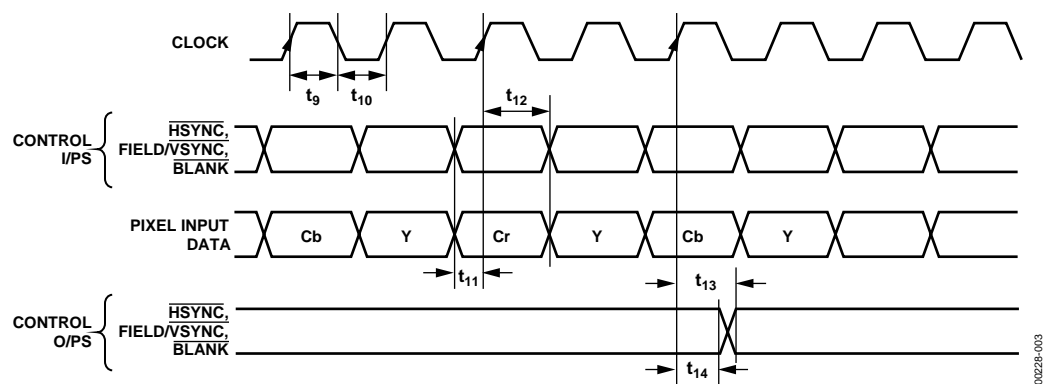 CLOCK
t9
t10
t12
CONTROL
I/PS
HSYNC,
FIELD/VSYNC,
BLANK
PIXEL INPUT
DATA
Cb
Y
Cr
Y
Cb
Y
t11
t13
CONTROL
O/PS
HSYNC,
FIELD/VSYNC,
BLANK
t14
00228-003